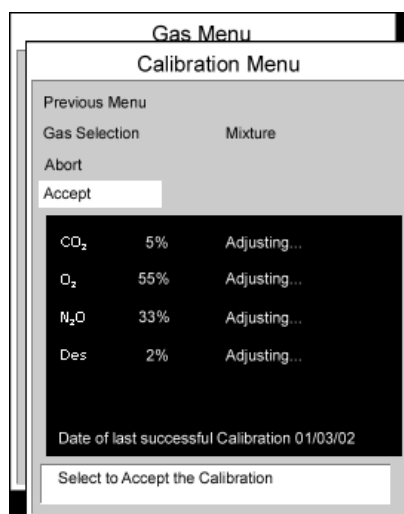 Gas Menu
Calibration Menu
Previous Menu
Gas Selection Mixture
Abort
Accept
CO₂ 5% Adjusting...
O₂ 55% Adjusting...
N₂O 33% Adjusting...
Des 2% Adjusting...
Date of last successful Calibration 01/03/02
Select to Accept the Calibration